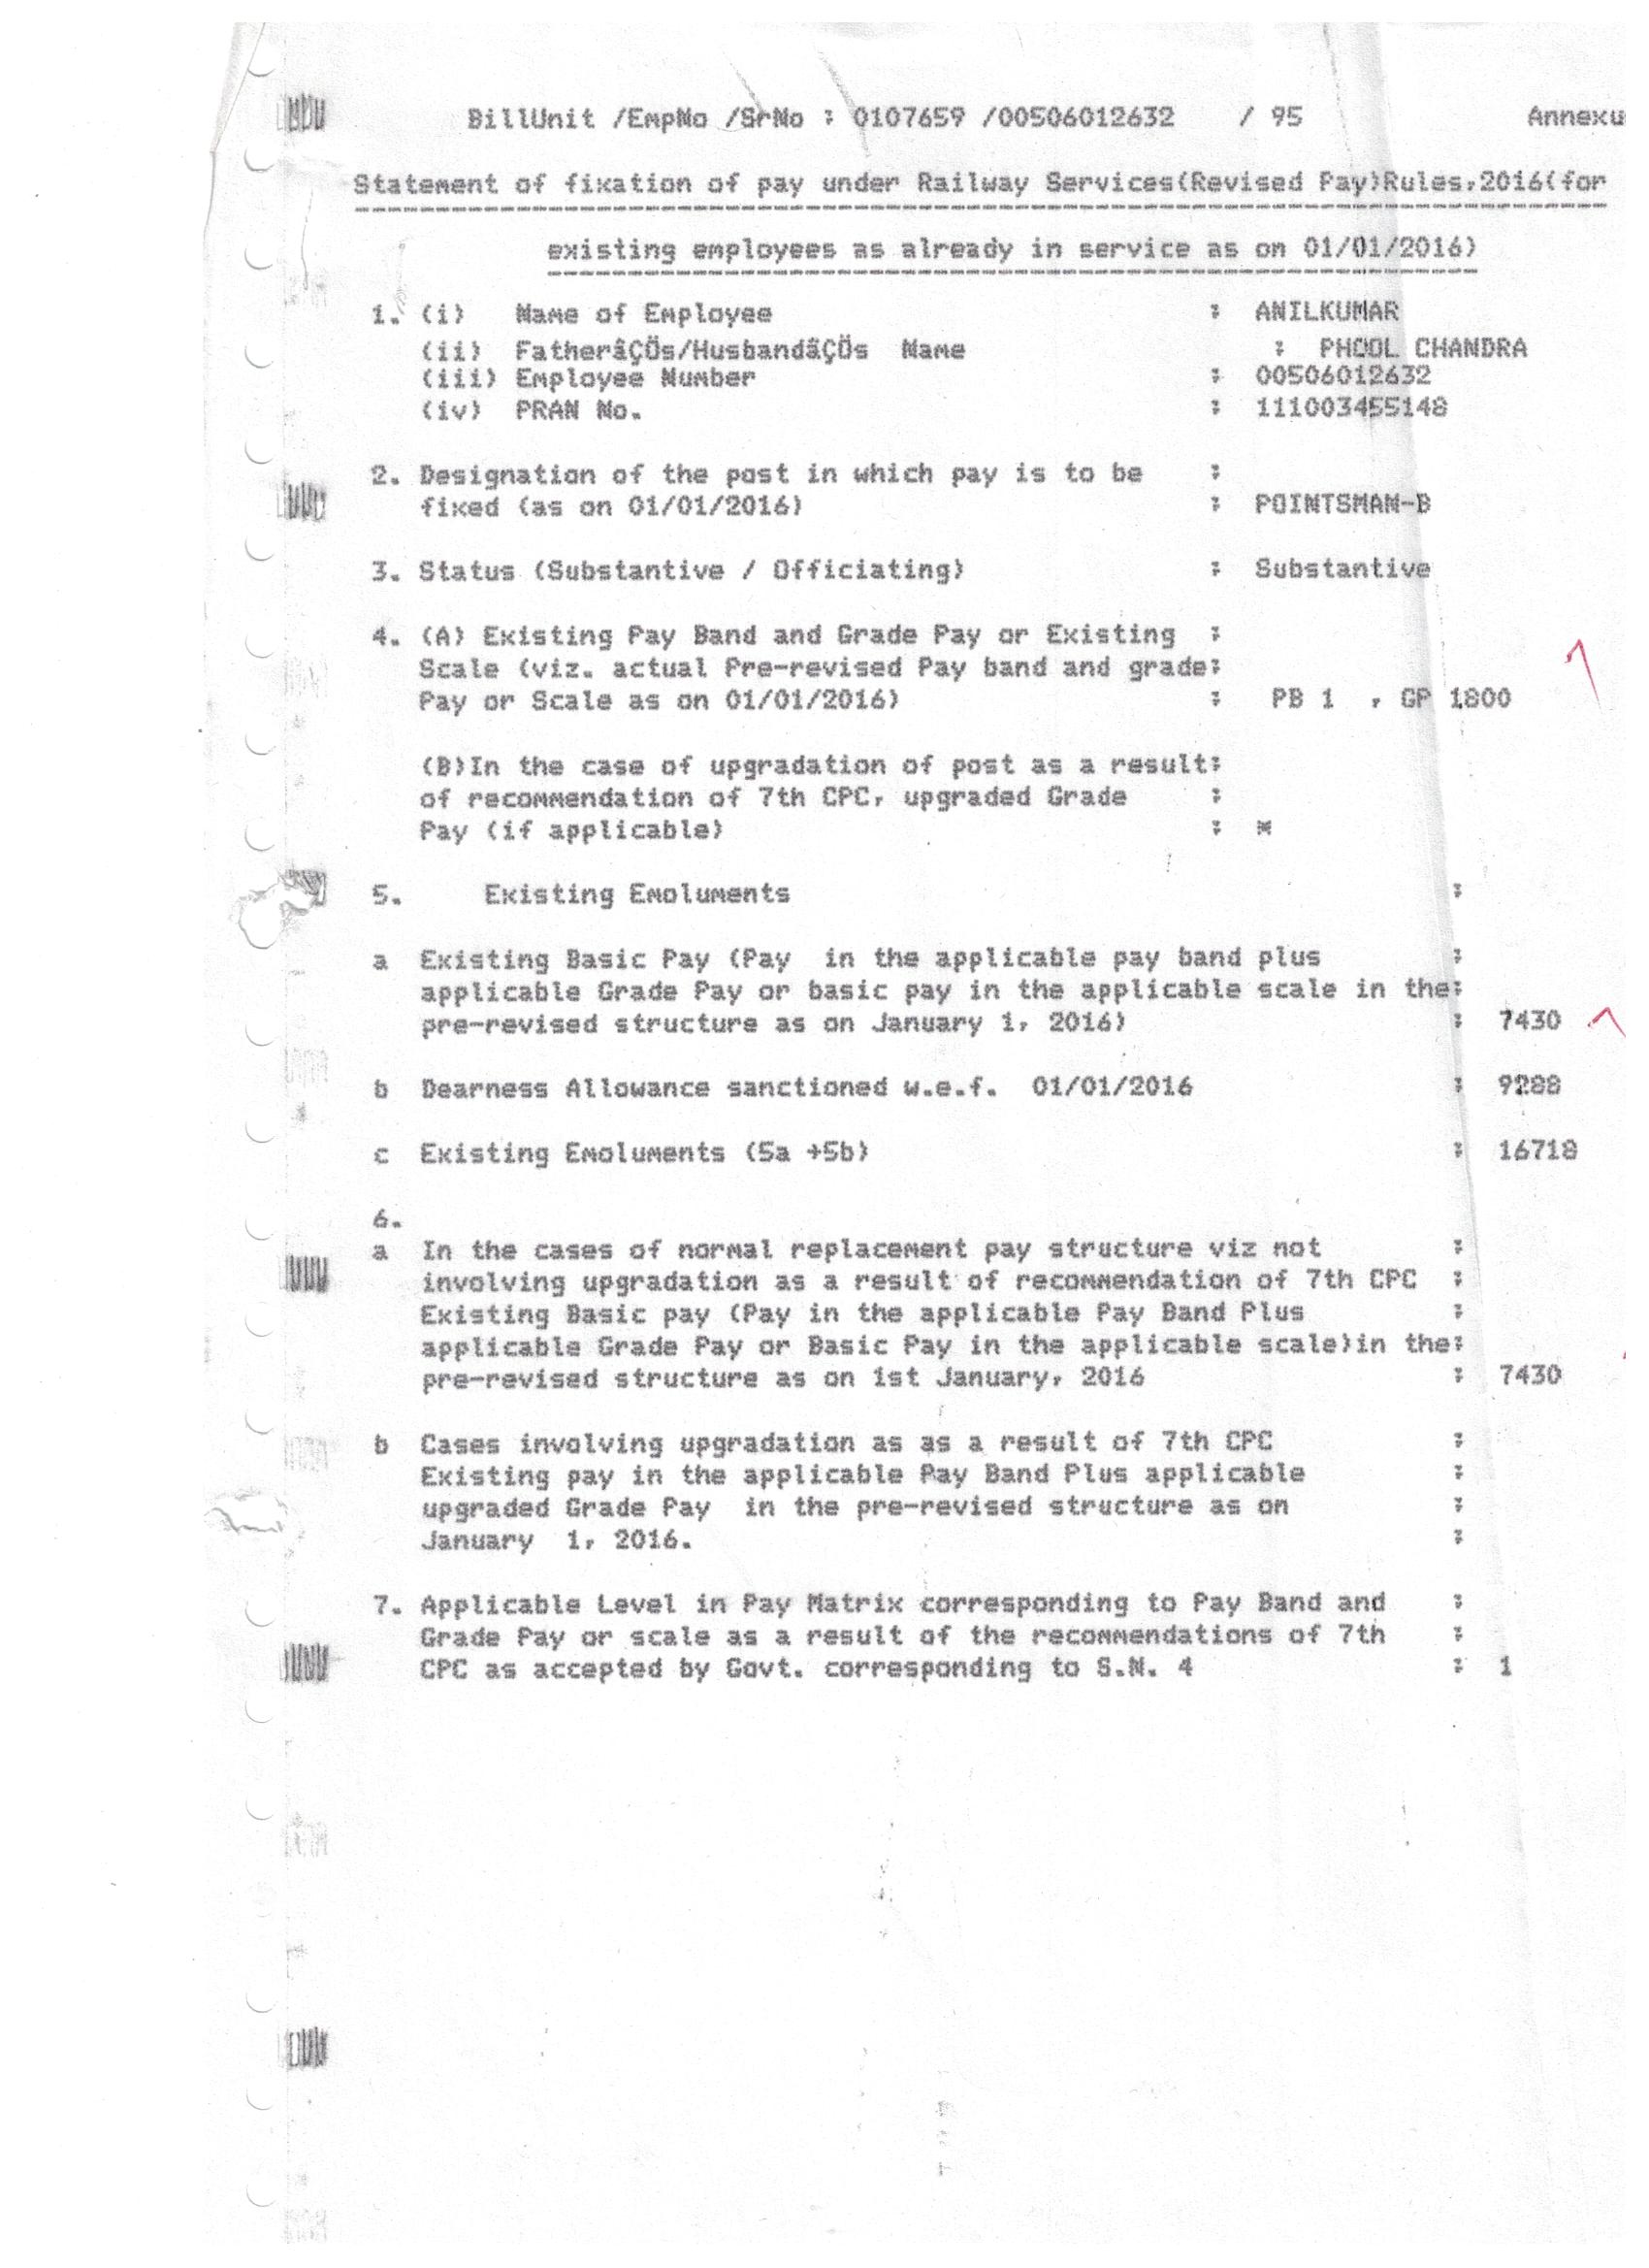 BillUnit /EmpNo /SrNo : 0107659 /00506012632 / 95 Annexu
Statement of fixation of pay under Railway Services(Revised Pay)Rules,2016(for
existing employees as already in service as on 01/01/2016)
1. (i) Name of Employee : ANILKUMAR
(ii) FatherâÇÖs/HusbandâÇÖs Name : PHOOL CHANDRA
(iii) Employee Number : 00506012632
(iv) PRAN No. : 111003455148
2. Designation of the post in which pay is to be :
fixed (as on 01/01/2016) : POINTSMAN-B
3. Status (Substantive / Officiating) : Substantive
4. (A) Existing Pay Band and Grade Pay or Existing :
Scale (viz. actual Pre-revised Pay band and grade:
Pay or Scale as on 01/01/2016) : PB 1 , GP 1800
(B)In the case of upgradation of post as a result:
of recommendation of 7th CPC, upgraded Grade :
Pay (if applicable) : *
5. Existing Emoluments :
a Existing Basic Pay (Pay in the applicable pay band plus :
applicable Grade Pay or basic pay in the applicable scale in the:
pre-revised structure as on January 1, 2016) : 7430
b Dearness Allowance sanctioned w.e.f. 01/01/2016 : 9288
c Existing Emoluments (5a +5b) : 16718
6.
a In the cases of normal replacement pay structure viz not :
involving upgradation as a result of recommendation of 7th CPC :
Existing Basic pay (Pay in the applicable Pay Band Plus :
applicable Grade Pay or Basic Pay in the applicable scale)in the:
pre-revised structure as on 1st January, 2016 : 7430
b Cases involving upgradation as as a result of 7th CPC :
Existing pay in the applicable Pay Band Plus applicable :
upgraded Grade Pay in the pre-revised structure as on :
January 1, 2016. :
7. Applicable Level in Pay Matrix corresponding to Pay Band and :
Grade Pay or scale as a result of the recommendations of 7th :
CPC as accepted by Govt. corresponding to S.N. 4 : 1